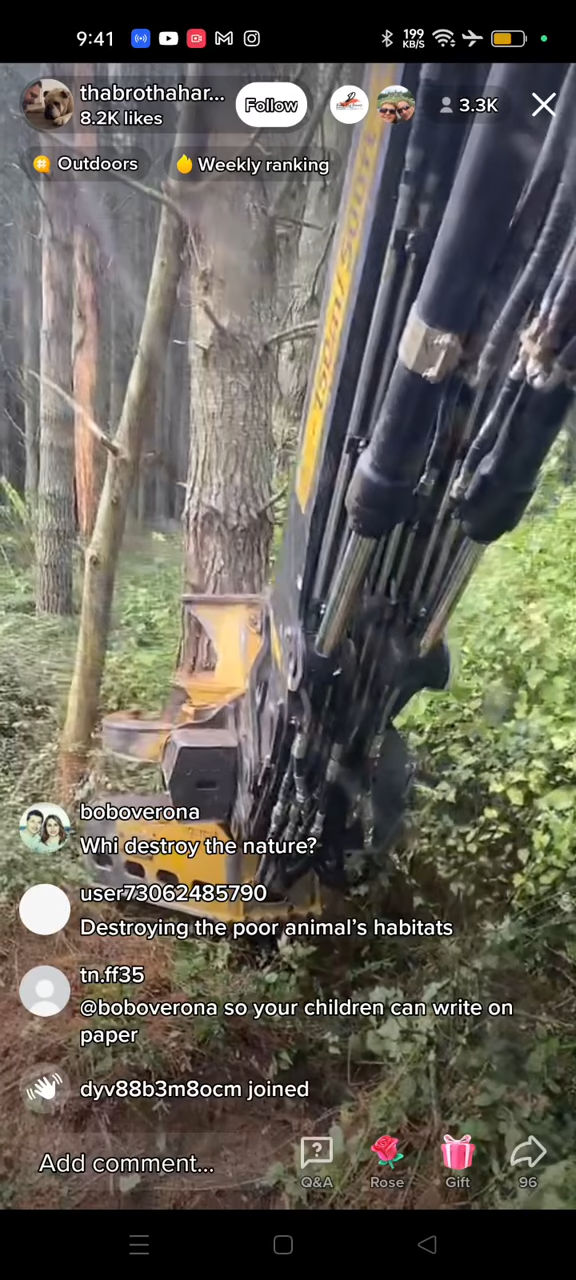 9:41
199
KB/S
thabrothahar...
8.2K likes
Follow
3.3K
Outdoors
Weekly ranking
boboverona
Whi destroy the nature?
user73062485790
Destroying the poor animal's habitats
tn.ff35
@boboverona so your children can write on
paper
dyv88b3m8ocm joined
Add comment...
Q&A
Rose
Gift
96